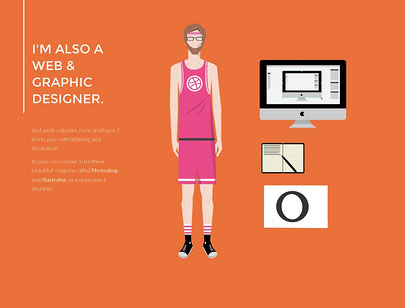 I'M ALSO A
WEB &
GRAPHIC
DESIGNER.
And work websites, icons and logos. I
like to play with lettering and
illustration.
In case you wonder, I use these
beautiful weapons called Photoshop
and Illustrator, as a ninja uses a
shuriken.
O